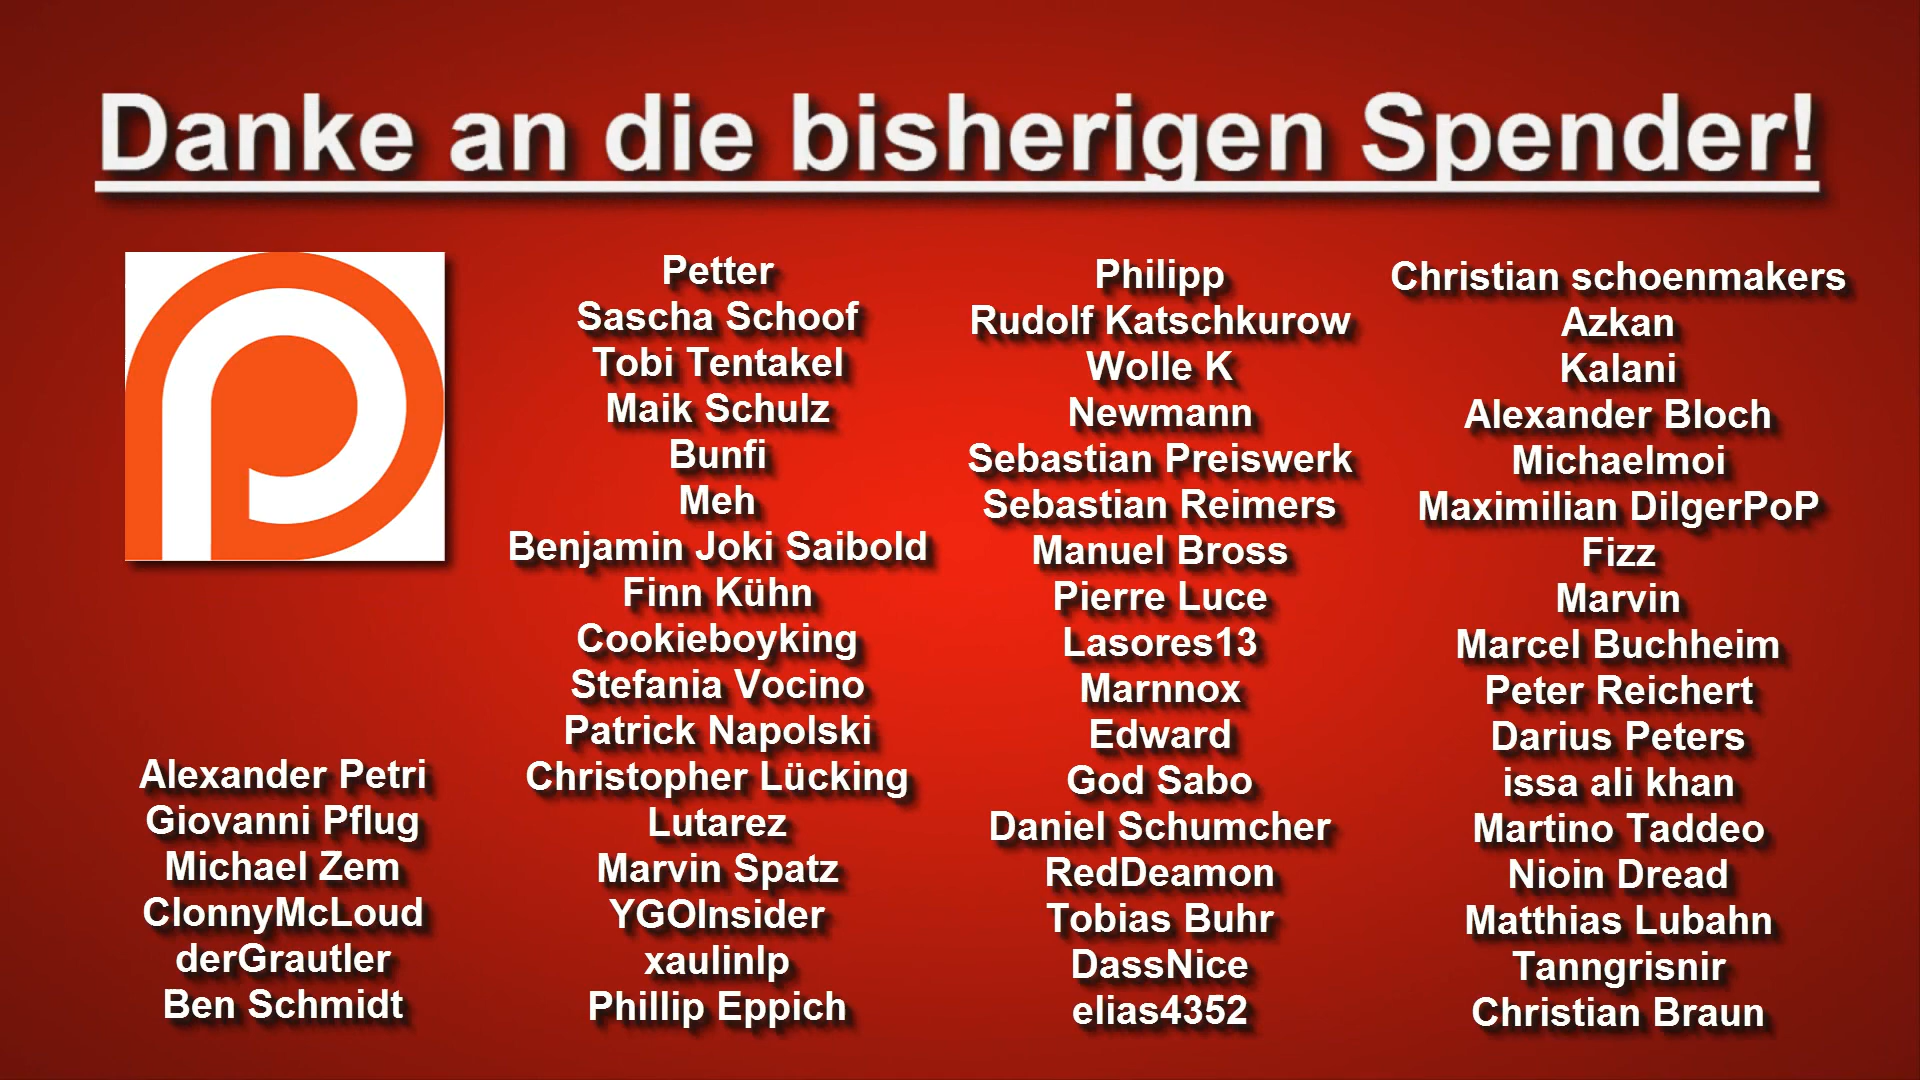 Danke an die bisherigen Spender!
Alexander Petri
Giovanni Pflug
Michael Zem
ClonnyMcLoud
derGrautler
Ben Schmidt
Petter
Sascha Schoof
Tobi Tentakel
Maik Schulz
Bunfi
Meh
Benjamin Joki Saibold
Finn Kühn
Cookieboyking
Stefania Vocino
Patrick Napolski
Christopher Lücking
Lutarez
Marvin Spatz
YGOInsider
xaulinlp
Phillip Eppich
Philipp
Rudolf Katschkurow
Wolle K
Newmann
Sebastian Preiswerk
Sebastian Reimers
Manuel Bross
Pierre Luce
Lasores13
Marnnox
Edward
God Sabo
Daniel Schumcher
RedDeamon
Tobias Buhr
DassNice
elias4352
Christian schoenmakers
Azkan
Kalani
Alexander Bloch
Michaelmoi
Maximilian DilgerPoP
Fizz
Marvin
Marcel Buchheim
Peter Reichert
Darius Peters
issa ali khan
Martino Taddeo
Nioin Dread
Matthias Lubahn
Tanngrisnir
Christian Braun